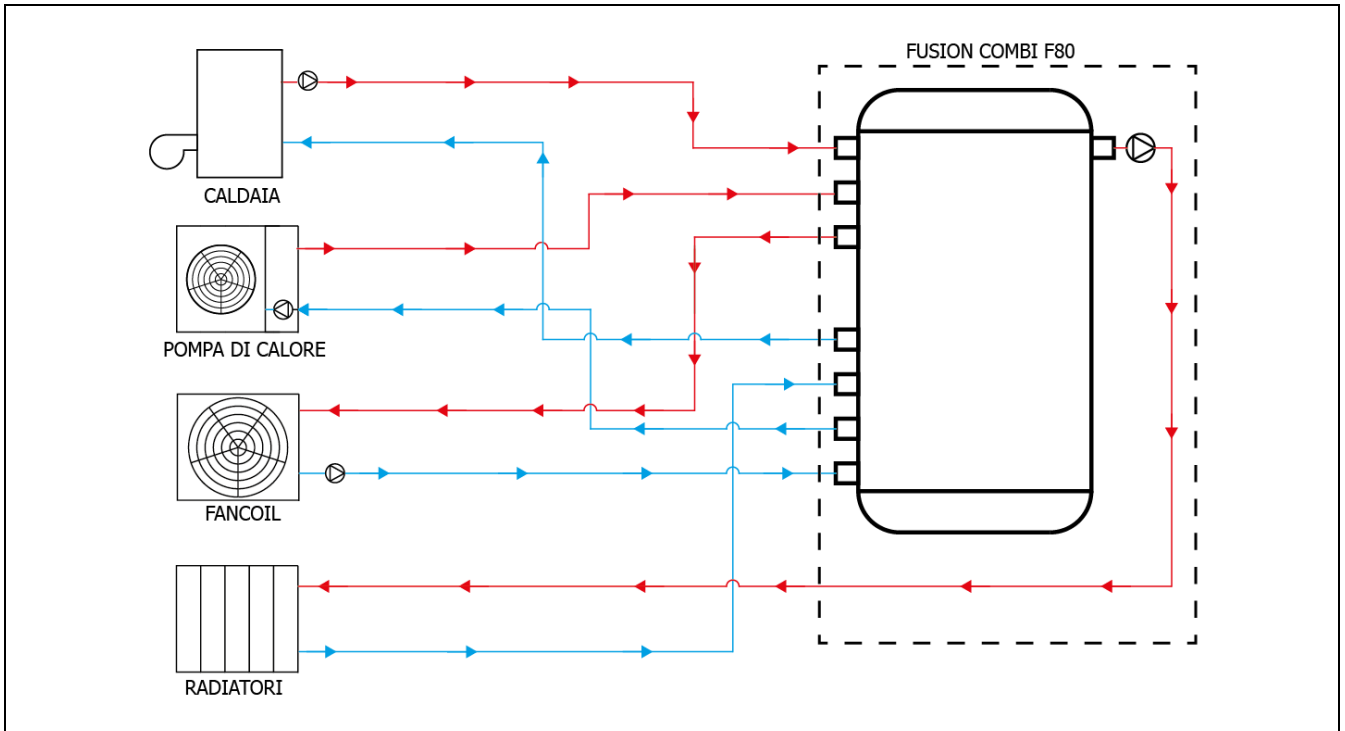 FUSION COMBI F80
CALDAIA
POMPA DI CALORE
FANCOIL
RADIATORI